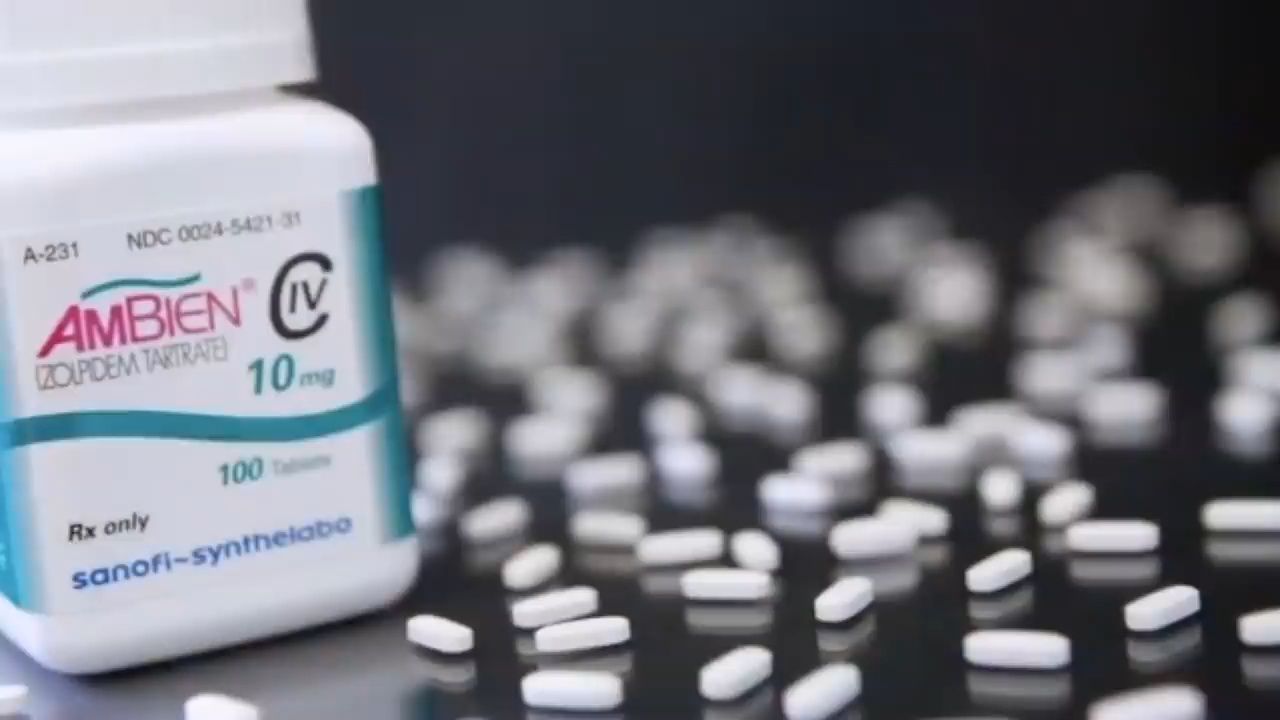 A-231 NDC 0024-5421-31
AMBIEN® CIV
(ZOLPIDEM TARTRATE)
10 mg
100 Tablets
Rx only
sanofi~synthelabo